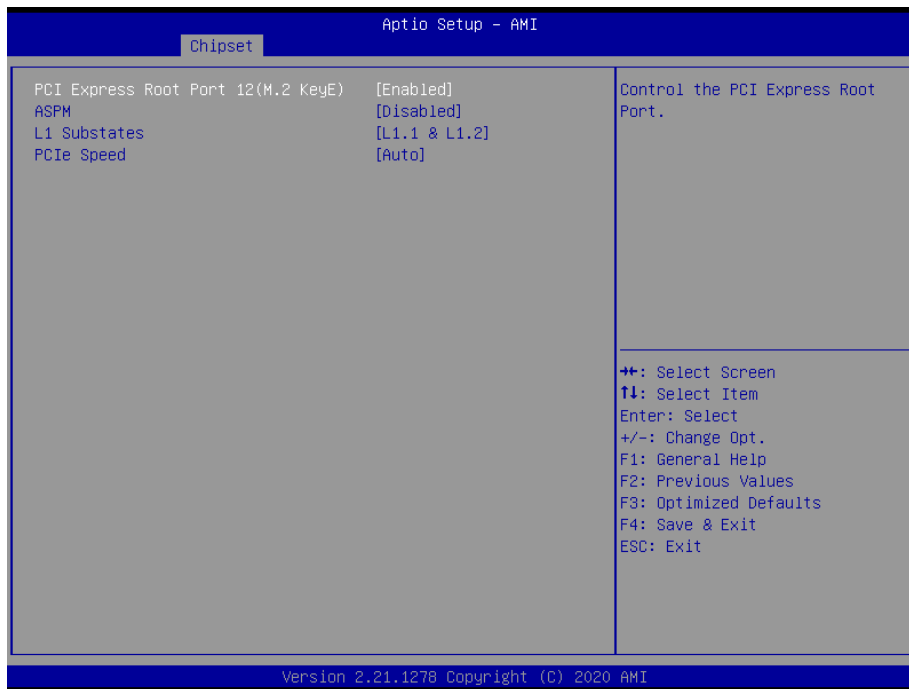 Aptio Setup – AMI
Chipset
PCI Express Root Port 12(M.2 KeyE) [Enabled]
ASPM [Disabled]
L1 Substates [L1.1 & L1.2]
PCIe Speed [Auto]
Control the PCI Express Root
Port.
→←: Select Screen
↑↓: Select Item
Enter: Select
+/-: Change Opt.
F1: General Help
F2: Previous Values
F3: Optimized Defaults
F4: Save & Exit
ESC: Exit
Version 2.21.1278 Copyright (C) 2020 AMI